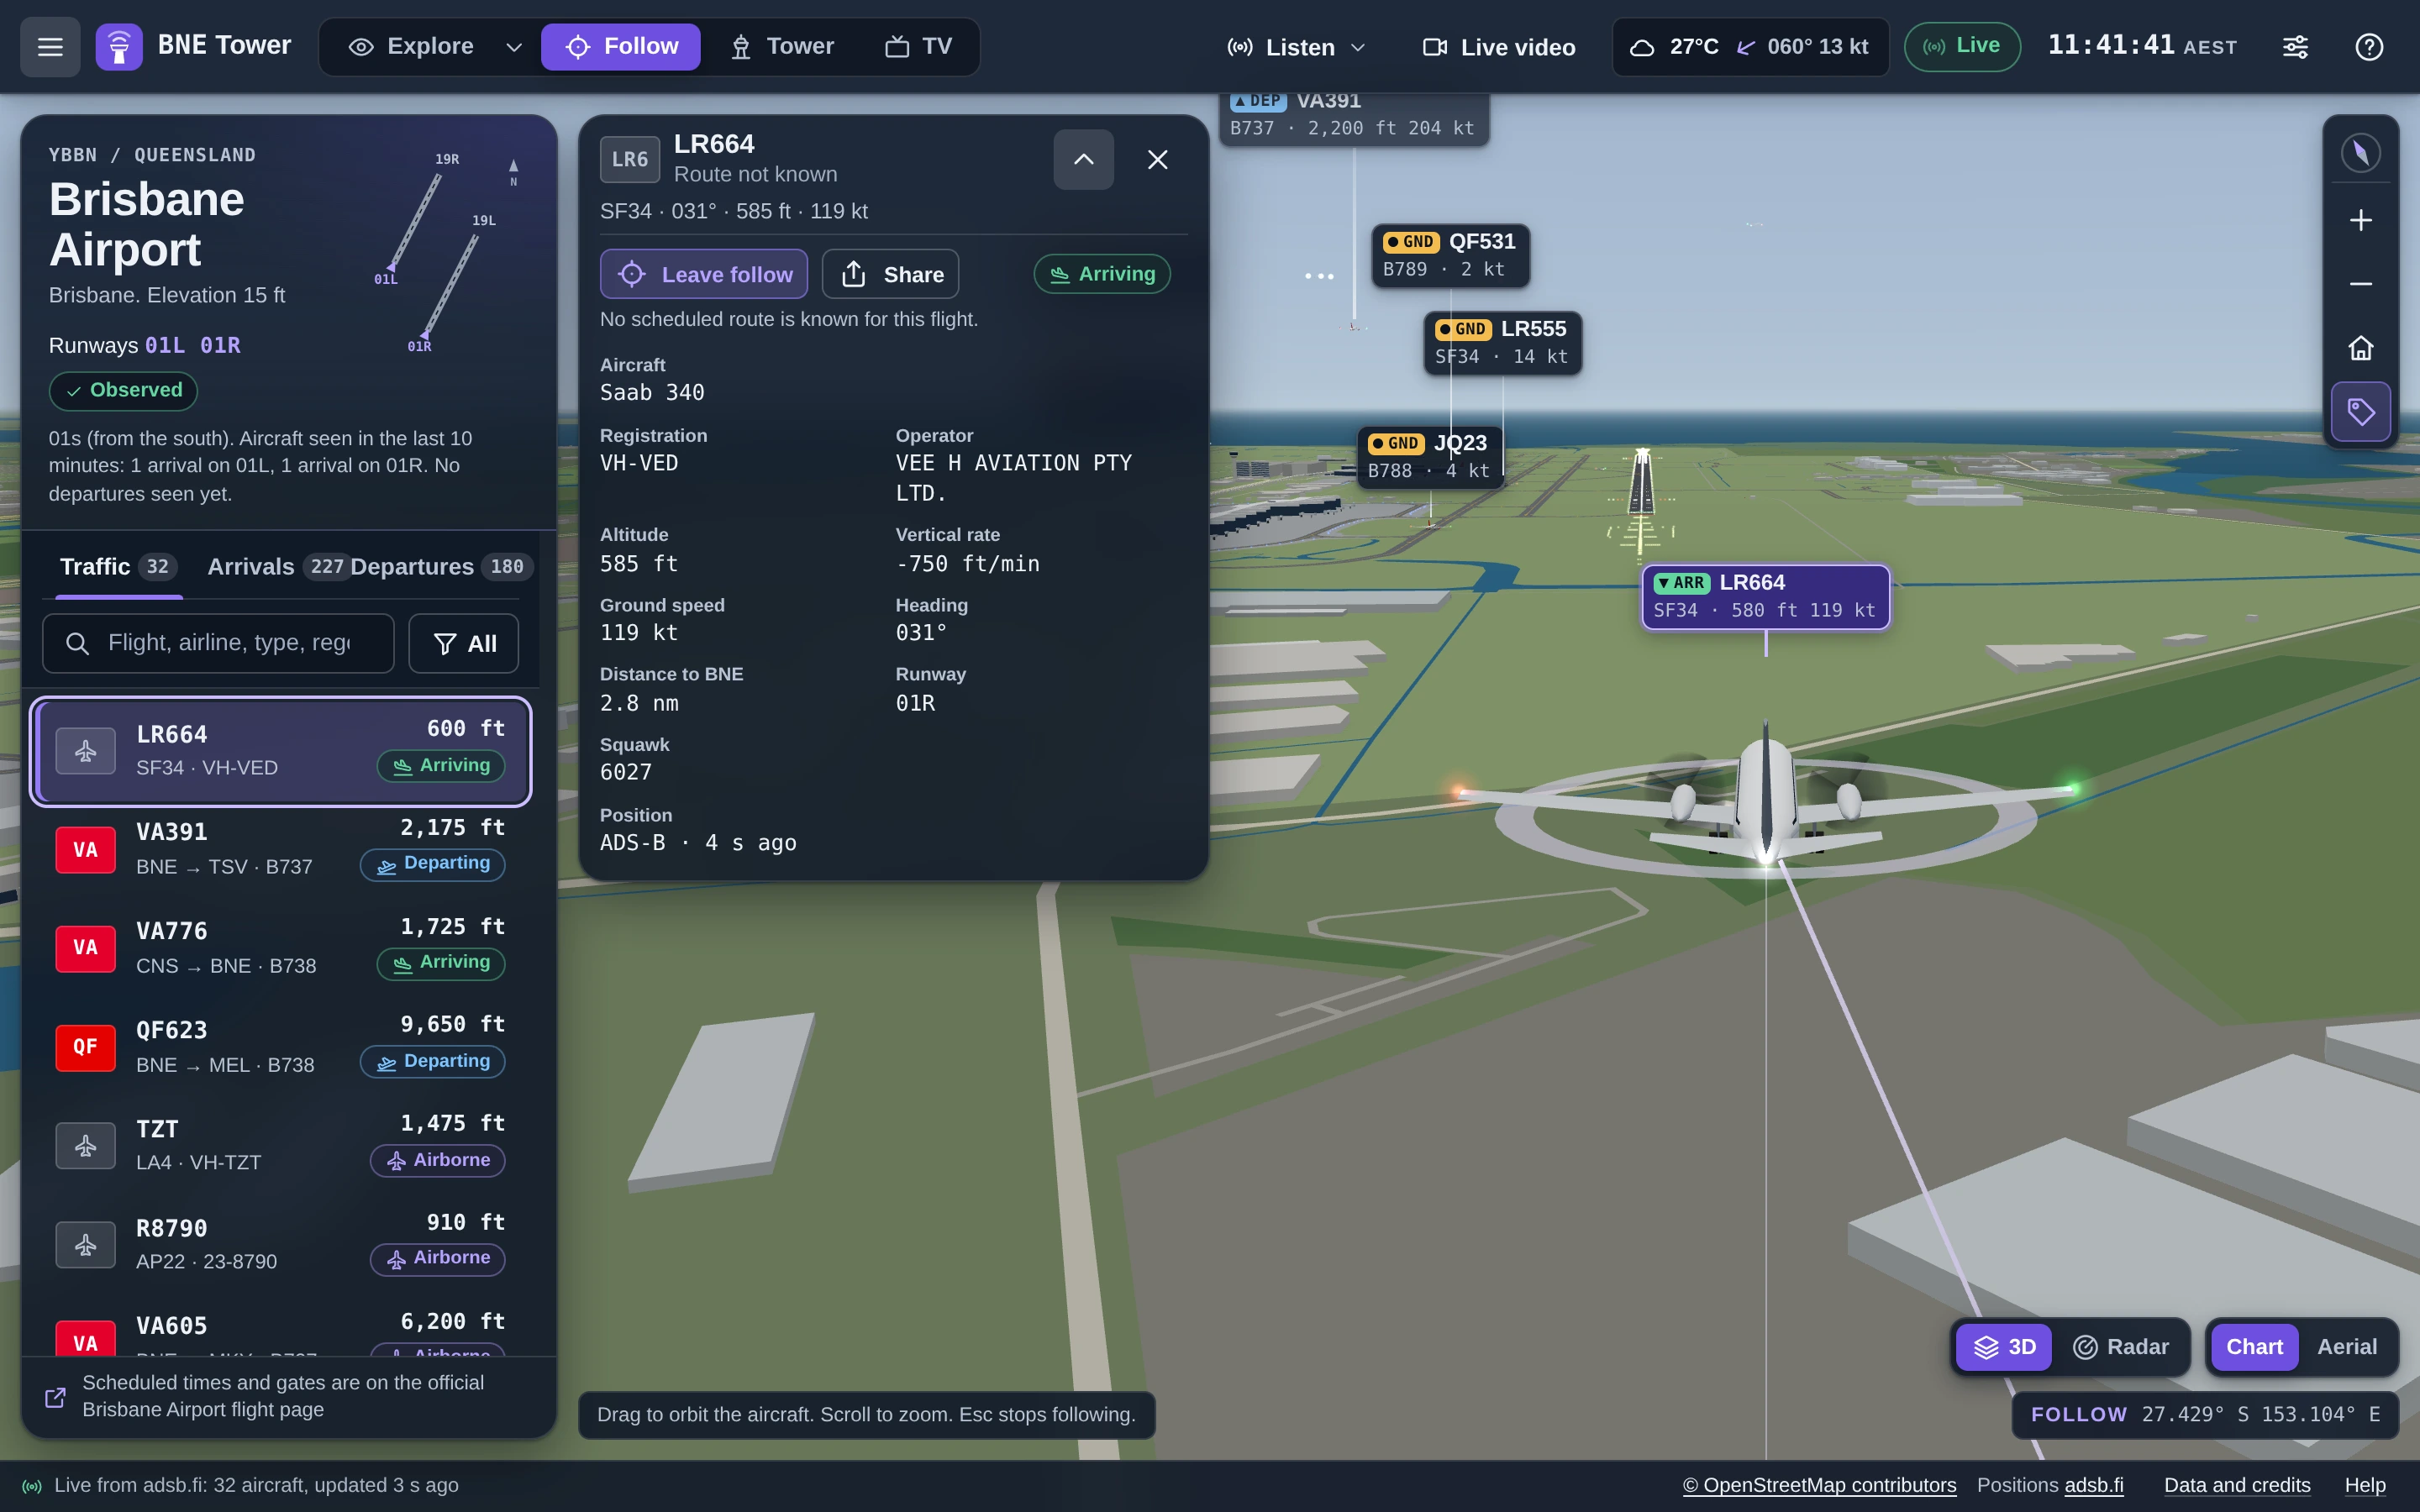 BNE Tower
Explore
Follow
Tower
TV
Listen
Live video
27°C 060° 13 kt
Live
11:41:41 AEST
YBBN / QUEENSLAND
Brisbane
Airport
Brisbane. Elevation 15 ft
Runways 01L 01R
Observed
01s (from the south). Aircraft seen in the last 10
minutes: 1 arrival on 01L, 1 arrival on 01R. No
departures seen yet.
19R
N
19L
01L
01R
Traffic 32
Arrivals 227
Departures 180
Flight, airline, type, reg
All
LR664
600 ft
SF34 · VH-VED
Arriving
VA
VA391
2,175 ft
BNE → TSV · B737
Departing
VA
VA776
1,725 ft
CNS → BNE · B738
Arriving
QF
QF623
9,650 ft
BNE → MEL · B738
Departing
TZT
1,475 ft
LA4 · VH-TZT
Airborne
R8790
910 ft
AP22 · 23-8790
Airborne
VA
VA605
6,200 ft
Scheduled times and gates are on the official
Brisbane Airport flight page
LR6
LR664
Route not known
SF34 · 031° · 585 ft · 119 kt
Leave follow
Share
Arriving
No scheduled route is known for this flight.
Aircraft
Saab 340
Registration
VH-VED
Operator
VEE H AVIATION PTY
LTD.
Altitude
585 ft
Vertical rate
-750 ft/min
Ground speed
119 kt
Heading
031°
Distance to BNE
2.8 nm
Runway
01R
Squawk
6027
Position
ADS-B · 4 s ago
▲ DEP VA391
B737 · 2,200 ft 204 kt
GND QF531
B789 · 2 kt
GND LR555
SF34 · 14 kt
GND JQ23
B788 · 4 kt
▼ ARR LR664
SF34 · 580 ft 119 kt
3D
Radar
Chart
Aerial
Drag to orbit the aircraft. Scroll to zoom. Esc stops following.
FOLLOW 27.429° S 153.104° E
Live from adsb.fi: 32 aircraft, updated 3 s ago
© OpenStreetMap contributors
Positions adsb.fi
Data and credits
Help